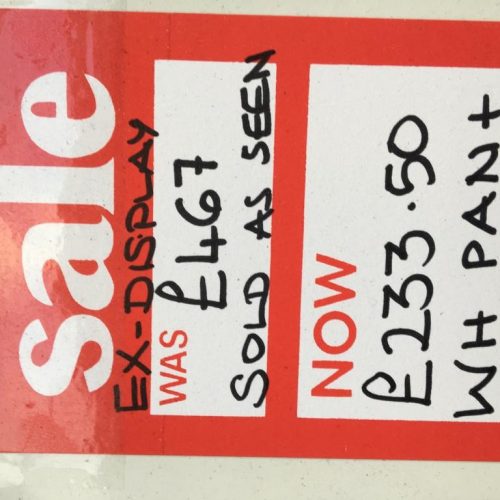 sale
EX-DISPLAY
WAS £467
SOLD AS SEEN
NOW
£233.50
WH PANT